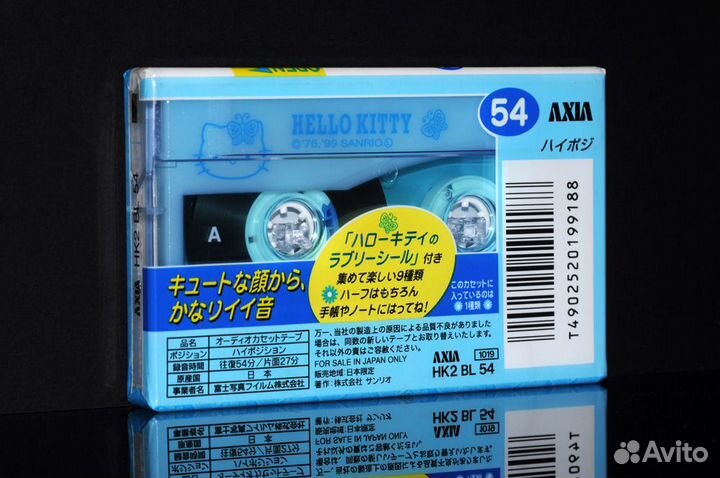 OPEN
HELLO KITTY
©'76,'99 SANRIO
54
AXIA
ハイポジ
A
AXIA HK2 BL 54
「ハローキティの
ラブリーシール」付き
集めて楽しい9種類
ハーフはもちろん
手帳やノートにはってね!
このカセットに
入っているのは
1種類
キュートな顔から、
かなりイイ音
品名 オーディオカセットテープ
ポジション ハイポジション
録音時間 往復54分/片面27分
原産国 日本
事業者名 富士写真フイルム株式会社
万一、当社の製造上の原因による品質不良がありました
場合は、同数の新しいテープとお取り替えいたします。
それ以外の責はご容赦ください。
FOR SALE IN JAPAN ONLY
販売地域:日本限定
著作:株式会社 サンリオ
AXIA 1019
HK2 BL 54
T4902520199188
Avito